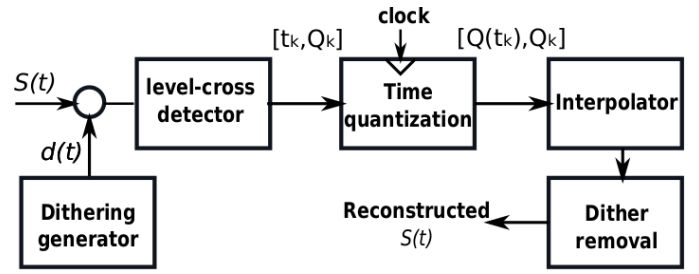 clock
[tk,Qk]
[Q(tk),Qk]
S(t)
level-cross
detector
Time
quantization
Interpolator
d(t)
Dithering
generator
Reconstructed
S(t)
Dither
removal